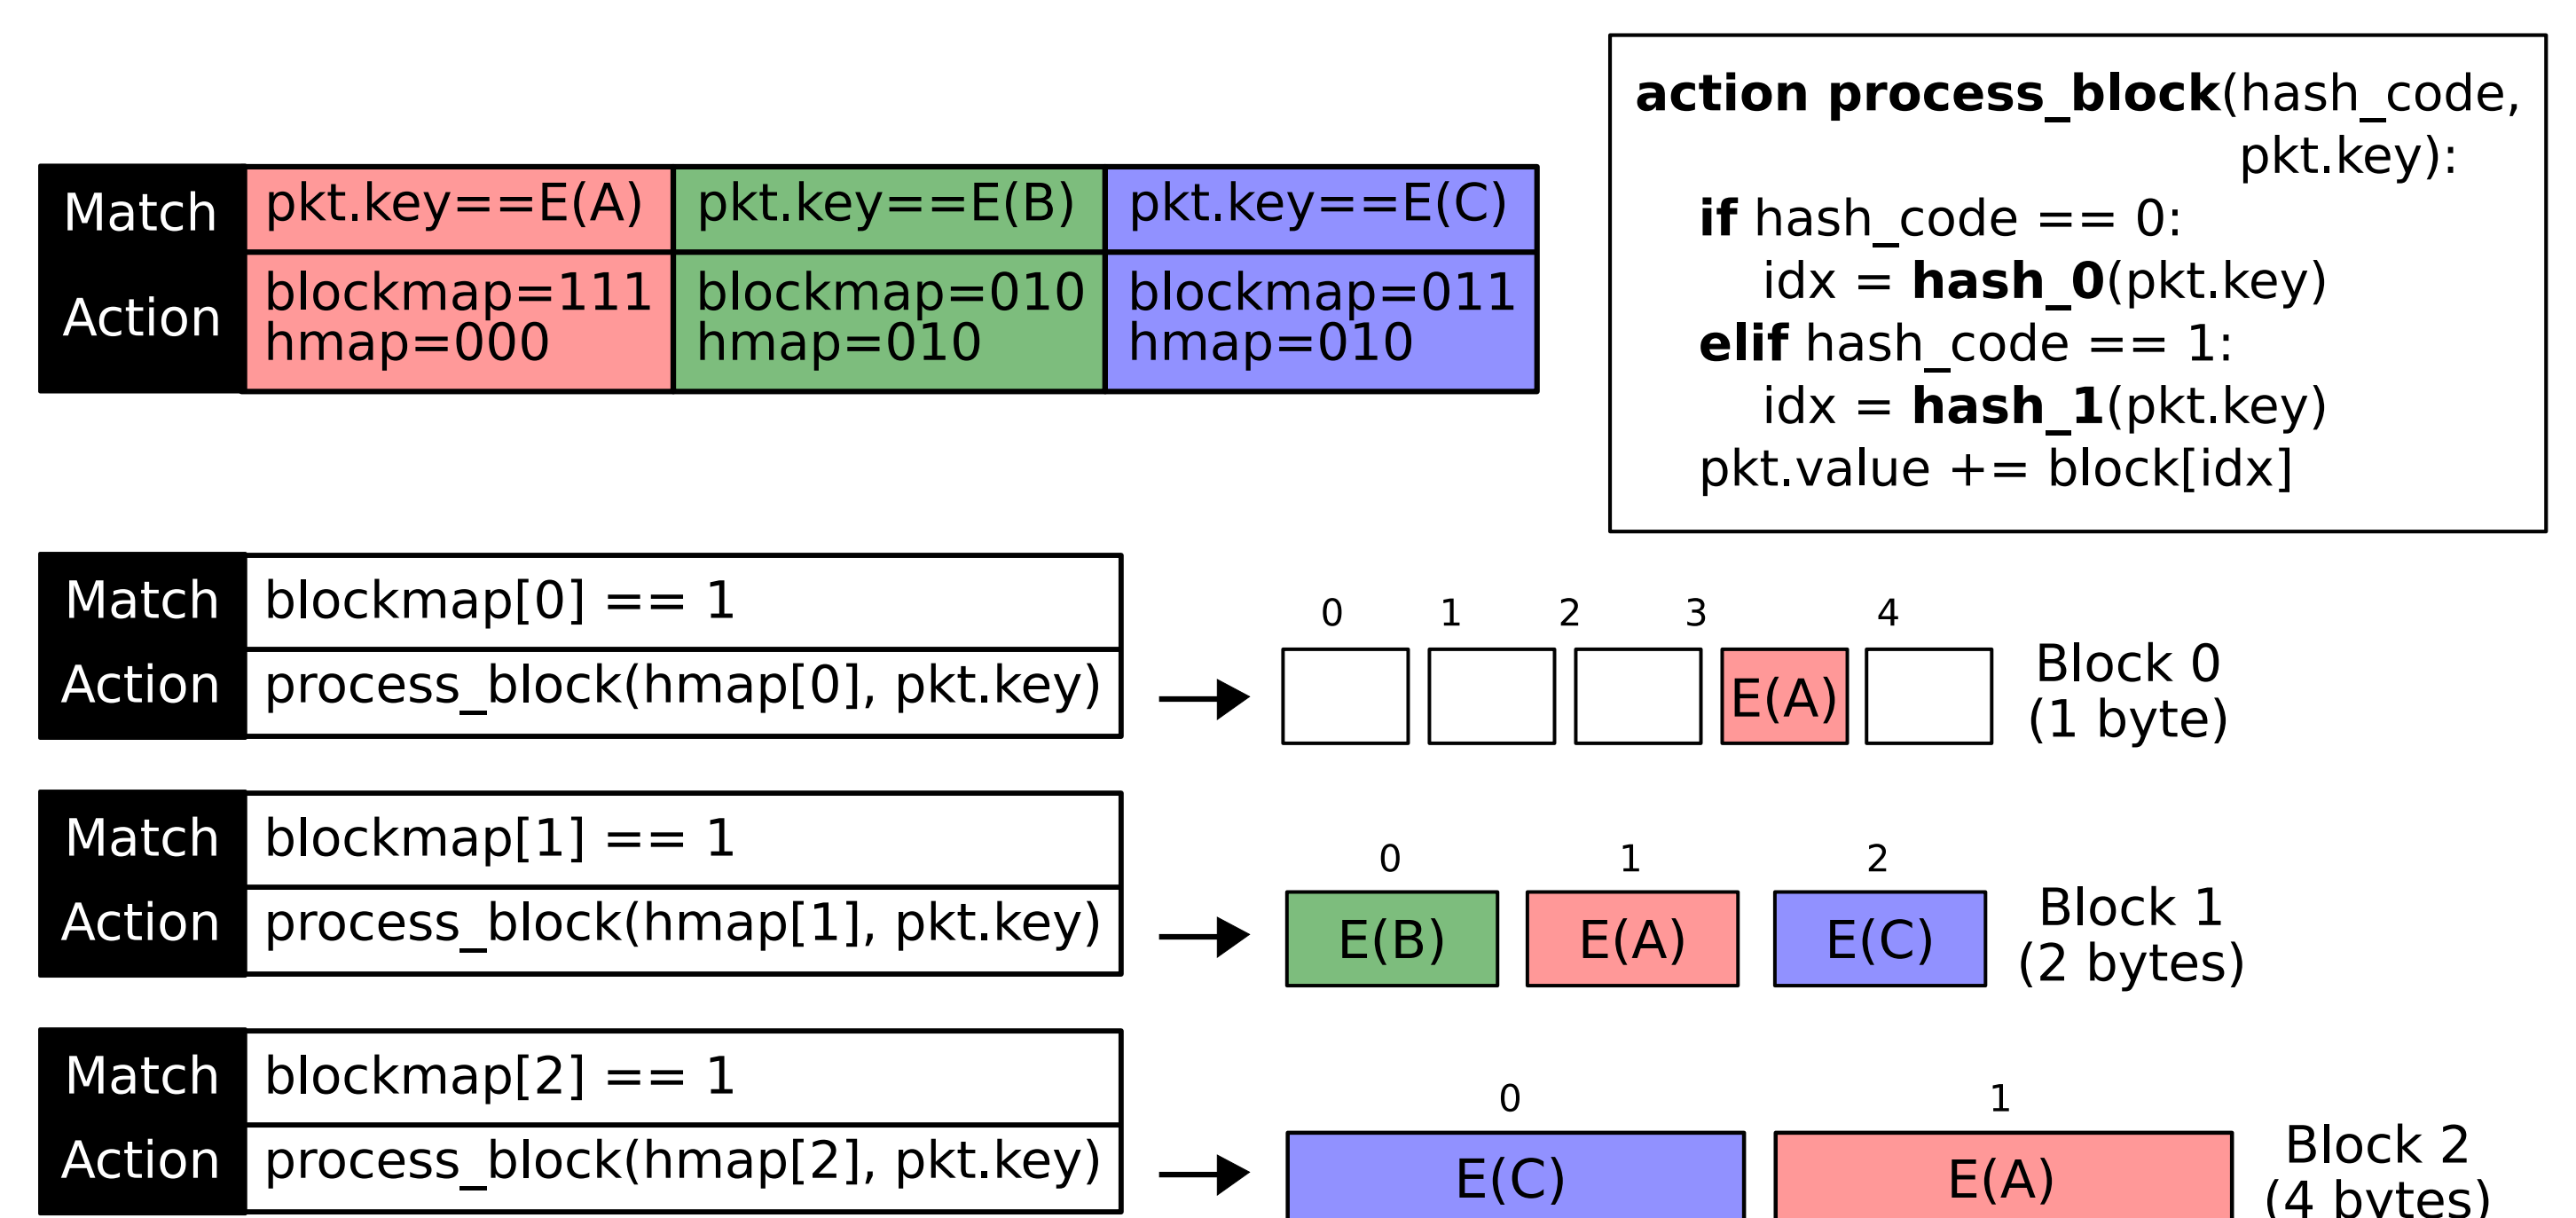 Match
pkt.key==E(A)
pkt.key==E(B)
pkt.key==E(C)
Action
blockmap=111
hmap=000
blockmap=010
hmap=010
blockmap=011
hmap=010
action process_block(hash_code,
pkt.key):
if hash_code == 0:
idx = hash_0(pkt.key)
elif hash_code == 1:
idx = hash_1(pkt.key)
pkt.value += block[idx]
Match
blockmap[0] == 1
Action
process_block(hmap[0], pkt.key)
0 1 2 3 4
E(A)
Block 0
(1 byte)
Match
blockmap[1] == 1
Action
process_block(hmap[1], pkt.key)
0 1 2
E(B) E(A) E(C)
Block 1
(2 bytes)
Match
blockmap[2] == 1
Action
process_block(hmap[2], pkt.key)
0 1
E(C) E(A)
Block 2
(4 bytes)